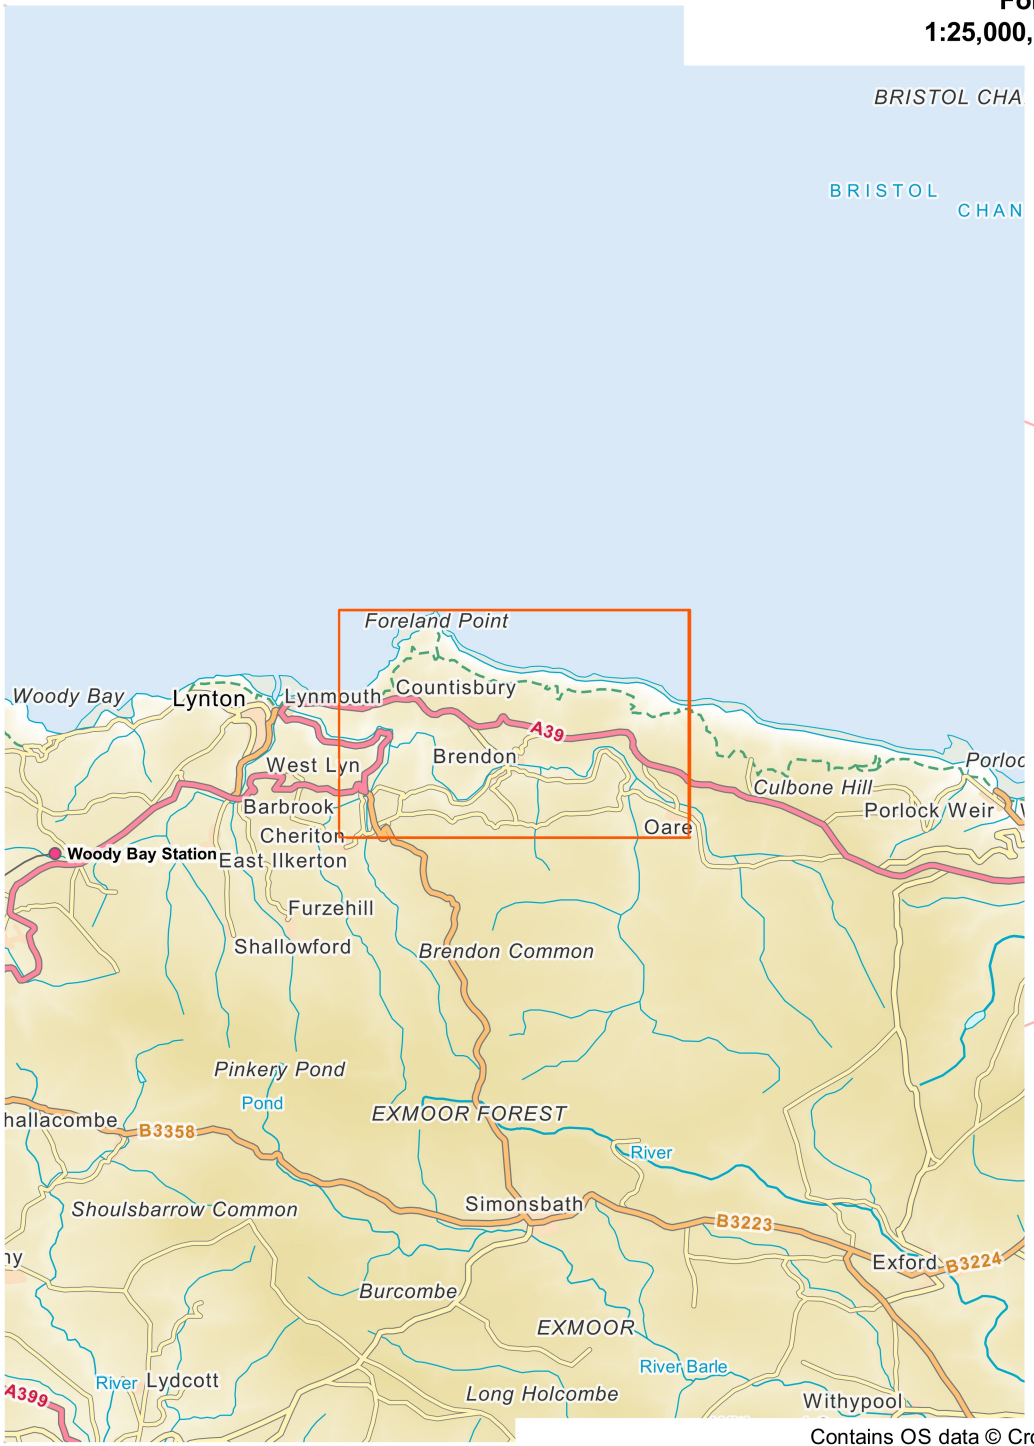 1:25,000,
BRISTOL CHA
BRISTOL
CHAN
Foreland Point
Woody Bay
Lynton
Lynmouth
Countisbury
A39
Brendon
West Lyn
Porloc
Culbone Hill
Barbrook
Porlock Weir
Cheriton
Oare
Woody Bay Station
East Ilkerton
Furzehill
Shallowford
Brendon Common
Pinkery Pond
Pond
EXMOOR FOREST
hallacombe
B3358
River
Shoulsbarrow Common
Simonsbath
B3223
Exford
B3224
Burcombe
EXMOOR
River Barle
River
Lydcott
A399
Long Holcombe
Withypool
Contains OS data © Cro